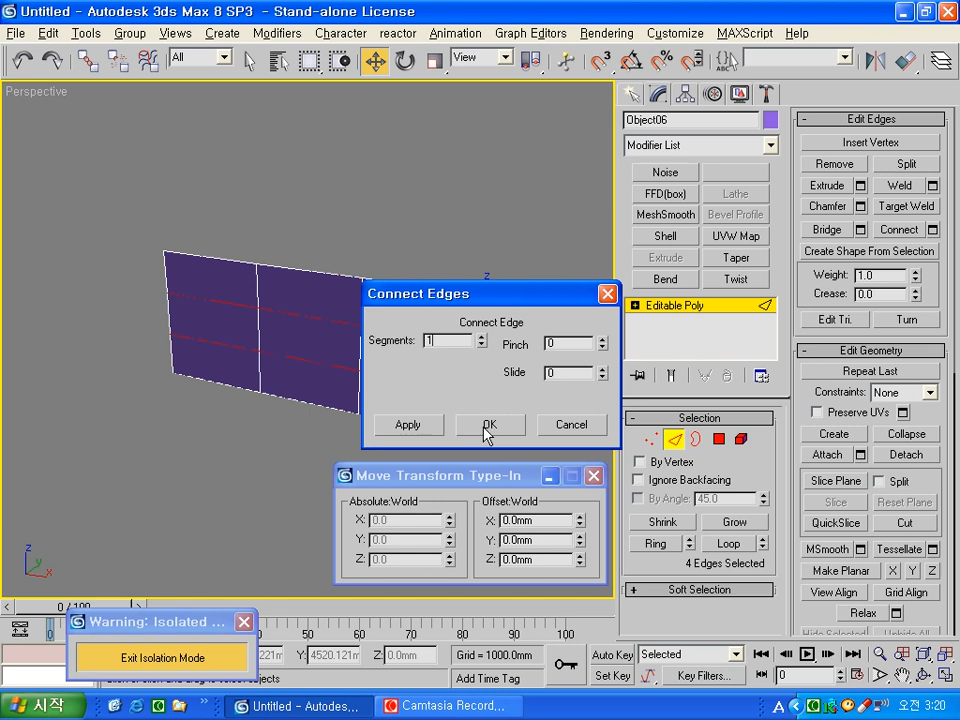 Untitled - Autodesk 3ds Max 8 SP3 - Stand-alone License
File Edit Tools Group Views Create Modifiers Character reactor Animation Graph Editors Rendering Customize MAXScript Help
All View
Perspective
Object06
Modifier List
Noise
FFD(box) Lathe
MeshSmooth Bevel Profile
Shell UVW Map
Extrude Taper
Bend Twist
Editable Poly
- Selection
By Vertex
Ignore Backfacing
By Angle: 45.0
Shrink Grow
Ring Loop
4 Edges Selected
+ Soft Selection
- Edit Edges
Insert Vertex
Remove Split
Extrude Weld
Chamfer Target Weld
Bridge Connect
Create Shape From Selection
Weight: 1.0
Crease: 0.0
Edit Tri. Turn
- Edit Geometry
Repeat Last
Constraints: None
Preserve UVs
Create Collapse
Attach Detach
Slice Plane Split
Slice Reset Plane
QuickSlice Cut
MSmooth Tessellate
Make Planar X Y Z
View Align Grid Align
Relax
Hide Selected Unhide All
z
Connect Edges
Connect Edge
Segments: 1 Pinch 0
Slide 0
Apply OK Cancel
Move Transform Type-In
Absolute:World Offset:World
X: 0.0 X: 0.0mm
Y: 0.0 Y: 0.0mm
Z: 0.0 Z: 0.0mm
z
y
x
0 / 100
Warning: Isolated ...
Exit Isolation Mode
50 60 70 80 90 100
Y: 4520.121m Z: 0.0mm Grid = 1000.0mm
Add Time Tag
Auto Key Selected
Set Key Key Filters...
0
시작 Untitled - Autodes... Camtasia Record... A 오전 3:20